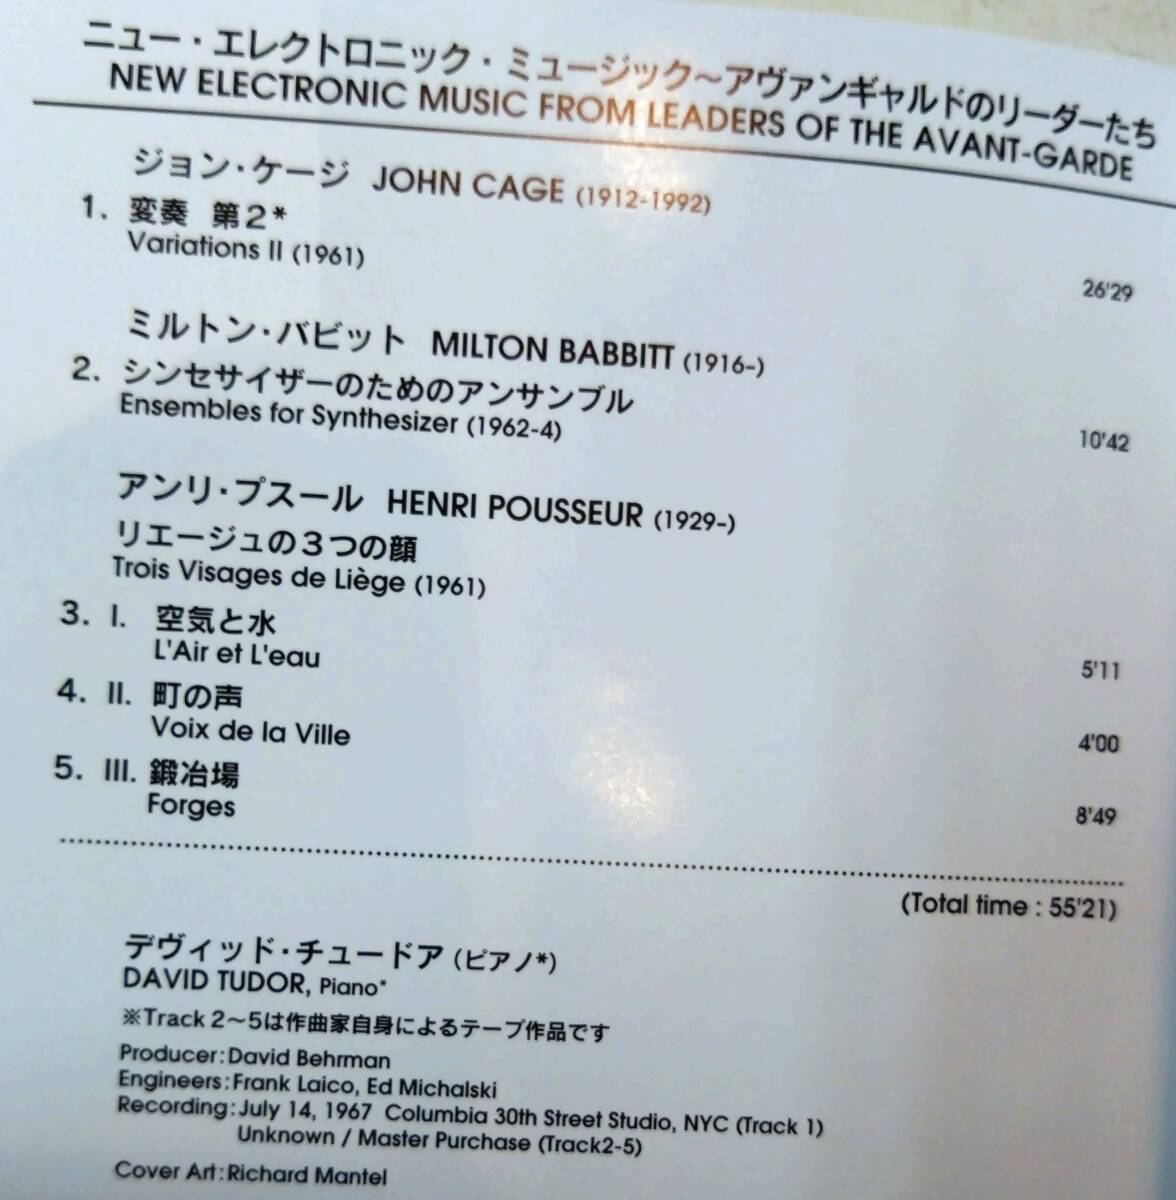 ニュー・エレクトロニック・ミュージック〜アヴァンギャルドのリーダーたち
NEW ELECTRONIC MUSIC FROM LEADERS OF THE AVANT-GARDE
ジョン・ケージ JOHN CAGE (1912-1992)
1. 変奏 第2*
Variations II (1961) 26'29
ミルトン・バビット MILTON BABBITT (1916-)
2. シンセサイザーのためのアンサンブル
Ensembles for Synthesizer (1962-4) 10'42
アンリ・プスール HENRI POUSSEUR (1929-)
リエージュの3つの顔
Trois Visages de Liège (1961)
3. I. 空気と水
L'Air et L'eau 5'11
4. II. 町の声
Voix de la Ville 4'00
5. III. 鍛冶場
Forges 8'49
(Total time : 55'21)
デヴィッド・チュードア (ピアノ*)
DAVID TUDOR, Piano*
※Track 2〜5は作曲家自身によるテープ作品です
Producer:David Behrman
Engineers:Frank Laico, Ed Michalski
Recording:July 14, 1967 Columbia 30th Street Studio, NYC (Track 1)
Unknown / Master Purchase (Track2-5)
Cover Art:Richard Mantel